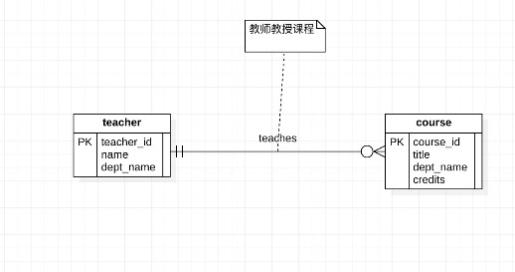 教师教授课程
teacher
PK teacher_id
name
dept_name
teaches
course
PK course_id
title
dept_name
credits